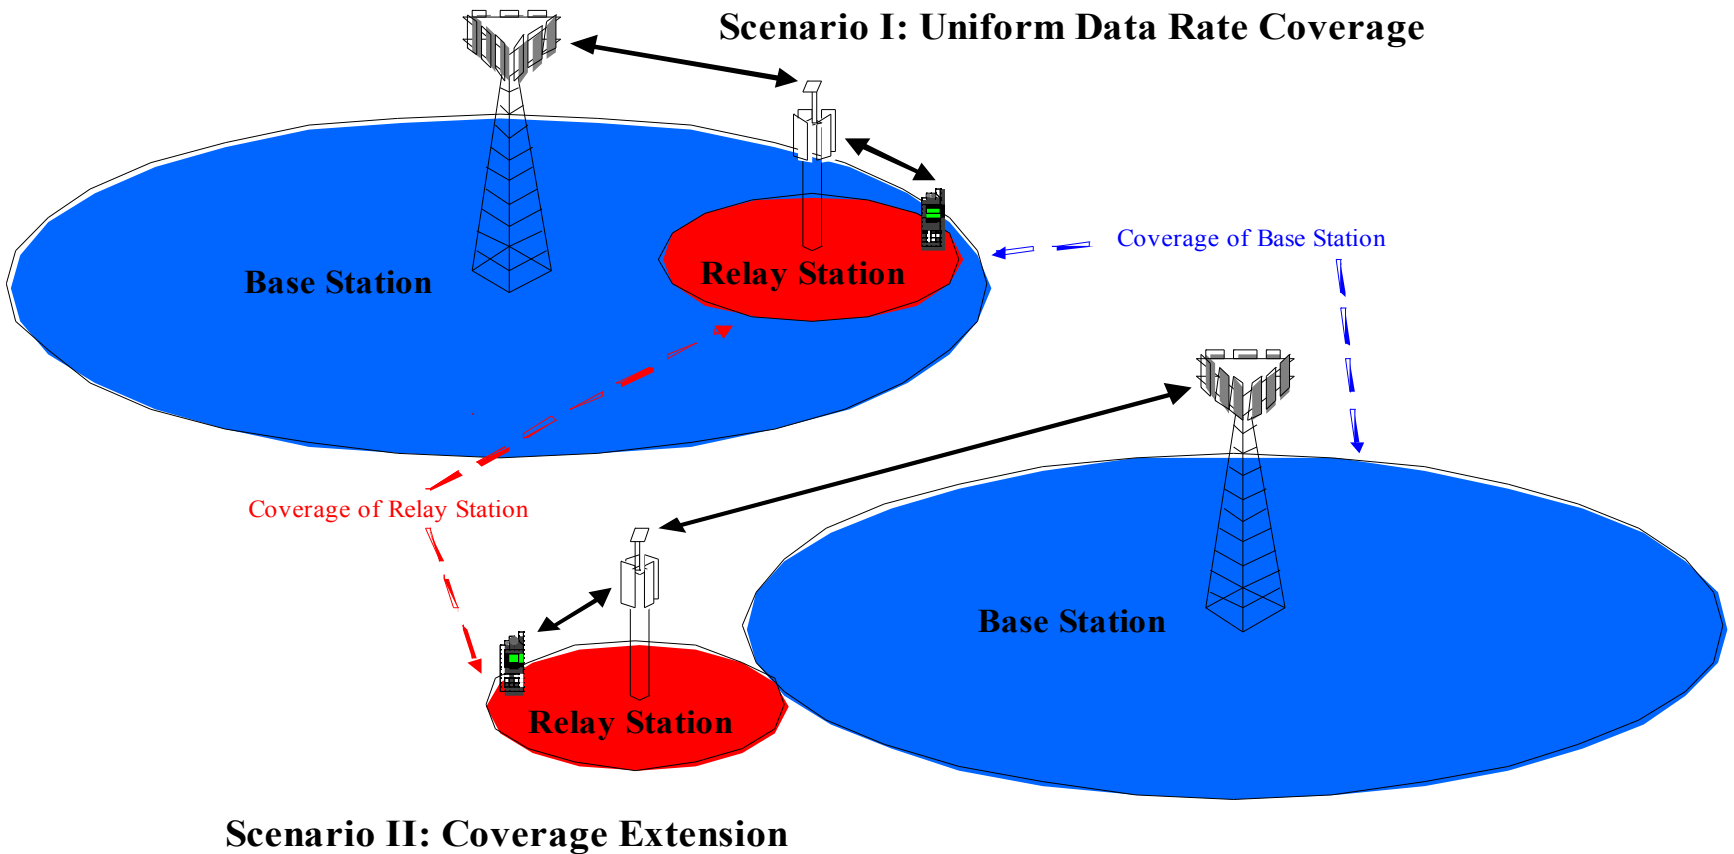 Scenario I: Uniform Data Rate Coverage
Coverage of Base Station
Base Station
Relay Station
Coverage of Relay Station
Base Station
Relay Station
Scenario II: Coverage Extension